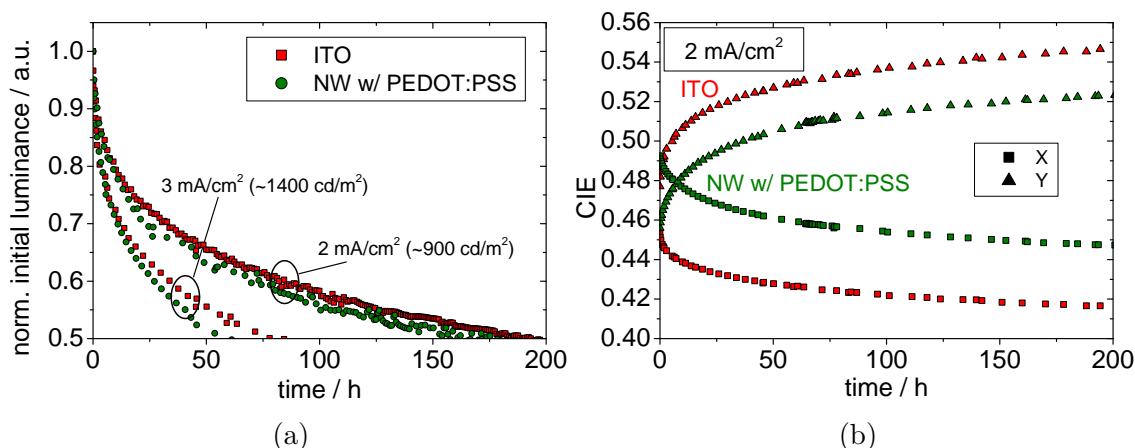 norm. initial luminance / a.u.
1.0
0.9
0.8
0.7
0.6
0.5
ITO
NW w/ PEDOT:PSS
3 mA/cm² (~1400 cd/m²)
2 mA/cm² (~900 cd/m²)
0 50 100 150 200
time / h
(a)
CIE
0.56
0.54
0.52
0.50
0.48
0.46
0.44
0.42
0.40
2 mA/cm²
ITO
X
Y
NW w/ PEDOT:PSS
0 50 100 150 200
time / h
(b)